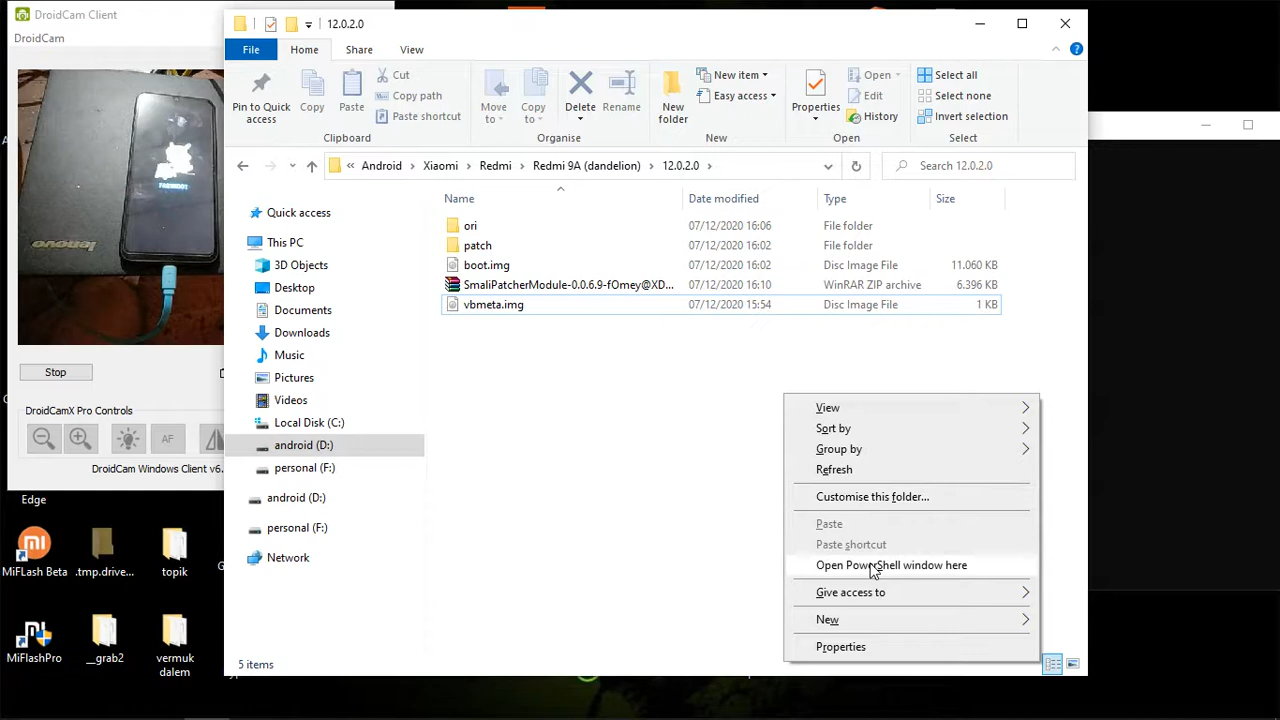 DroidCam Client
DroidCam
lenovo
FASTBOOT
Stop
DroidCamX Pro Controls
AF
DroidCam Windows Client v6.
Edge
MiFLash Beta
.tmp.drive...
topik
MiFlashPro
__grab2
vermuk
dalem
12.0.2.0
File
Home
Share
View
Pin to Quick
access
Copy
Paste
Cut
Copy path
Paste shortcut
Clipboard
Move
to
Copy
to
Delete
Rename
Organise
New
folder
New item
Easy access
New
Properties
Open
Edit
History
Open
Select all
Select none
Invert selection
Select
« Android > Xiaomi > Redmi > Redmi 9A (dandelion) > 12.0.2.0 >
Search 12.0.2.0
Name Date modified Type Size
ori 07/12/2020 16:06 File folder
patch 07/12/2020 16:02 File folder
boot.img 07/12/2020 16:02 Disc Image File 11.060 KB
SmaliPatcherModule-0.0.6.9-fOmey@XD... 07/12/2020 16:10 WinRAR ZIP archive 6.396 KB
vbmeta.img 07/12/2020 15:54 Disc Image File 1 KB
Quick access
This PC
3D Objects
Desktop
Documents
Downloads
Music
Pictures
Videos
Local Disk (C:)
android (D:)
personal (F:)
android (D:)
personal (F:)
Network
View
Sort by
Group by
Refresh
Customise this folder...
Paste
Paste shortcut
Open PowerShell window here
Give access to
New
Properties
5 items